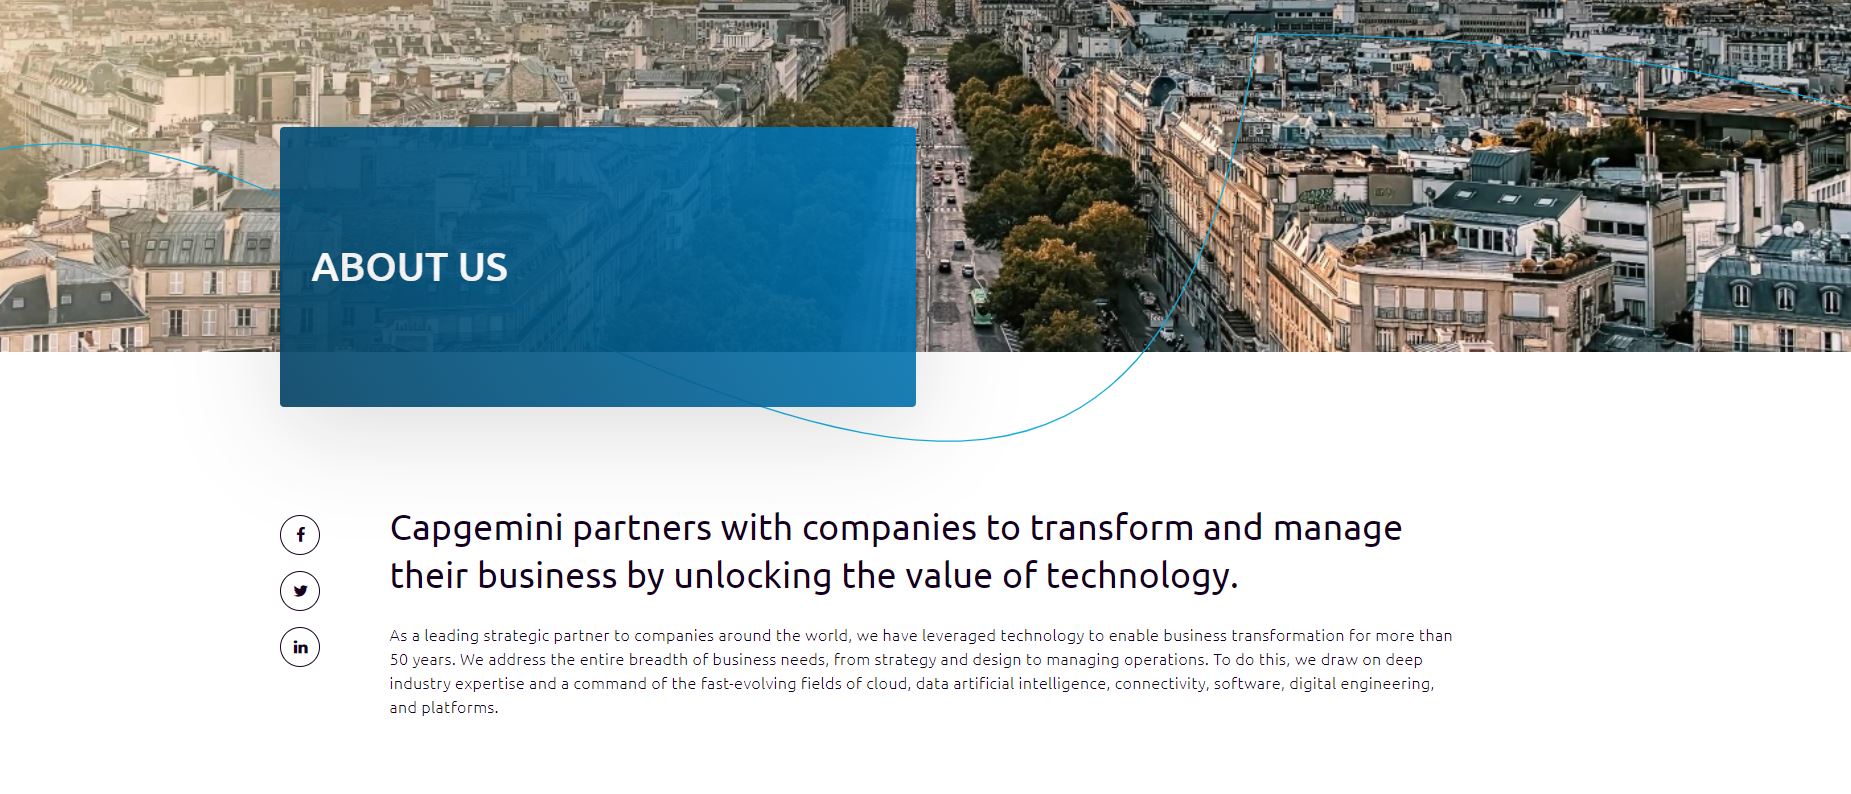 ABOUT US
Capgemini partners with companies to transform and manage
their business by unlocking the value of technology.
As a leading strategic partner to companies around the world, we have leveraged technology to enable business transformation for more than
50 years. We address the entire breadth of business needs, from strategy and design to managing operations. To do this, we draw on deep
industry expertise and a command of the fast-evolving fields of cloud, data artificial intelligence, connectivity, software, digital engineering,
and platforms.